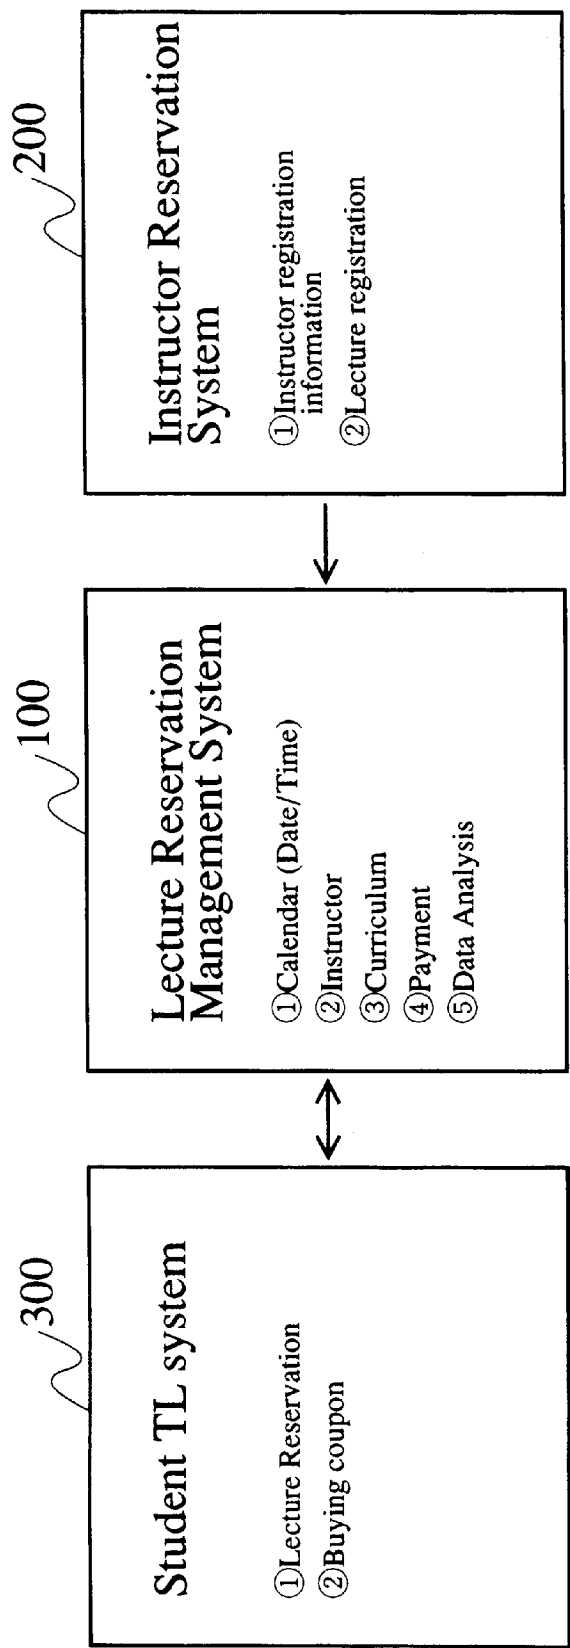 300
Student TL system
①Lecture Reservation
②Buying coupon
100
Lecture Reservation
Management System
①Calendar (Date/Time)
②Instructor
③Curriculum
④Payment
⑤Data Analysis
200
Instructor Reservation
System
①Instructor registration
information
②Lecture registration